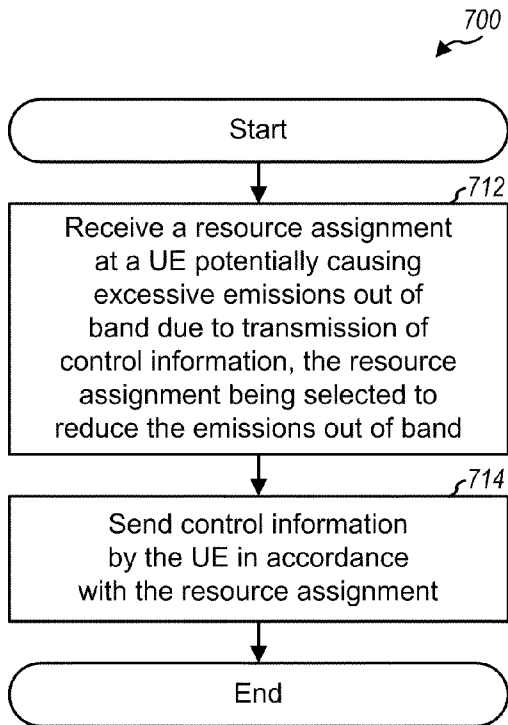 700
Start
712
Receive a resource assignment
at a UE potentially causing
excessive emissions out of
band due to transmission of
control information, the resource
assignment being selected to
reduce the emissions out of band
714
Send control information
by the UE in accordance
with the resource assignment
End